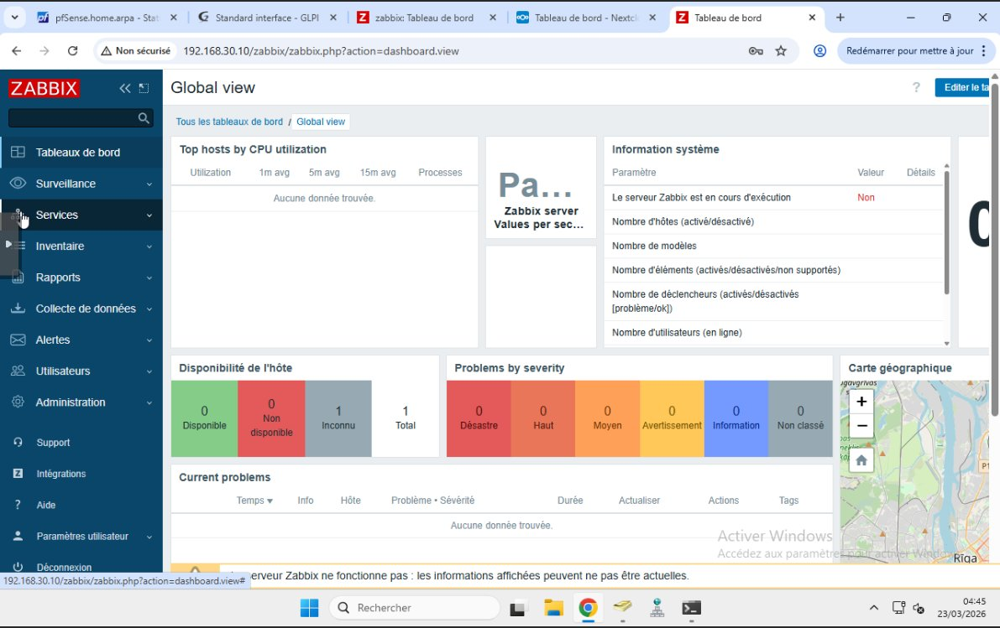 pfSense.home.arpa - Stat
Standard interface - GLPI
zabbix: Tableau de bord
Tableau de bord - Nextcl
Tableau de bord
Non sécurisé
192.168.30.10/zabbix/zabbix.php?action=dashboard.view
Redémarrer pour mettre à jour
ZABBIX
Global view
?
Editer le ta
Tous les tableaux de bord / Global view
Tableaux de bord
Surveillance
Services
Inventaire
Rapports
Collecte de données
Alertes
Utilisateurs
Administration
Support
Intégrations
Aide
Paramètres utilisateur
Déconnexion
Top hosts by CPU utilization
Utilization 1m avg 5m avg 15m avg Processes
Aucune donnée trouvée.
Pa...
Zabbix server
Values per sec...
Information système
Paramètre Valeur Détails
Le serveur Zabbix est en cours d'exécution Non
Nombre d'hôtes (activé/désactivé)
Nombre de modèles
Nombre d'éléments (activés/désactivés/non supportés)
Nombre de déclencheurs (activés/désactivés
[problème/ok])
Nombre d'utilisateurs (en ligne)
Disponibilité de l'hôte
0 Disponible
0 Non disponible
1 Inconnu
1 Total
Problems by severity
0 Désastre
0 Haut
0 Moyen
0 Avertissement
0 Information
0 Non classé
Carte géographique
+
−
P1
Rīga
Current problems
Temps ▼ Info Hôte Problème • Sévérité Durée Actualiser Actions Tags
Aucune donnée trouvée.
Activer Windows
Accédez aux paramètres pour activer Windows
serveur Zabbix ne fonctionne pas : les informations affichées peuvent ne pas être actuelles.
192.168.30.10/zabbix/zabbix.php?action=dashboard.view#
Rechercher
04:45
23/03/2026